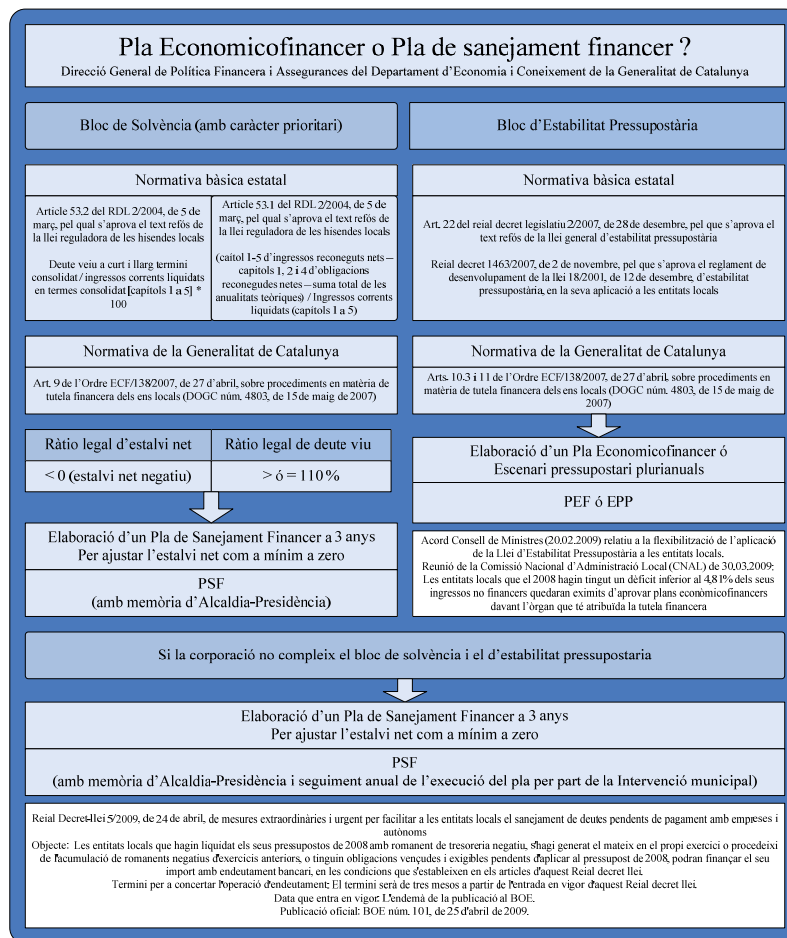 Pla Economicofinancer o Pla de sanejament financer ?
Direcció General de Política Financera i Assegurances del Departament d’Economia i Coneixement de la Generalitat de Catalunya
Bloc de Solvència (amb caràcter prioritari)
Normativa bàsica estatal
Article 53.2 del RDL 2/2004, de 5 de
març, pel qual s’aprova el text refós de
la llei reguladora de les hisendes locals
Deute veiu a curt i llarg termini
consolidat / ingressos corrents liquidats
en termes consolidat [capítols 1 a 5] *
100
Article 53.1 del RDL 2/2004, de 5 de
març, pel qual s’aprova el text refós de
la llei reguladora de les hisendes locals
(caitol 1-5 d’ingressos reconeguts nets –
capítols 1, 2 i 4 d’obligacions
reconegudes netes – suma total de les
anualitats teòriques) / Ingressos corrents
liquidats (capítols 1 a 5)
Normativa de la Generalitat de Catalunya
Art. 9 de l’Ordre ECF/138/2007, de 27 d’abril, sobre procediments en matèria de
tutela financera dels ens locals (DOGC núm. 4803, de 15 de maig de 2007)
Ràtio legal d’estalvi net
Ràtio legal de deute viu
< 0 (estalvi net negatiu)
> ó = 110 %
Elaboració d’un Pla de Sanejament Financer a 3 anys
Per ajustar l’estalvi net com a mínim a zero
PSF
(amb memòria d’Alcaldia-Presidència)
Bloc d’Estabilitat Pressupostària
Normativa bàsica estatal
Art. 22 del reial decret legislatiu 2/2007, de 28 de desembre, pel que s’aprova el
text refós de la llei general d’estabilitat pressupostària
Reial decret 1463/2007, de 2 de novembre, pel que s’aprova el reglament de
desenvolupament de la llei 18/2001, de 12 de desembre, d’estabilitat
pressupostària, en la seva aplicació a les entitats locals
Normativa de la Generalitat de Catalunya
Arts. 10.3 i 11 de l’Ordre ECF/138/2007, de 27 d’abril, sobre procediments en
matèria de tutela financera dels ens locals (DOGC núm. 4803, de 15 de maig de
2007)
Elaboració d’un Pla Economicofinancer ó
Escenari pressupostari plurianuals
PEF ó EPP
Acord Consell de Ministres (20.02.2009) relatiu a la flexibilització de l’aplicació
de la Llei d’Estabilitat Pressupostària a les entitats locals.
Reunió de la Comissió Nacional d’Administració Local (CNAL) de 30.03.2009:
Les entitats locals que el 2008 hagin tingut un dèficit inferior al 4,81% dels seus
ingressos no financers quedaran eximits d’aprovar plans econòmicofinancers
davant l’òrgan que té atribuïda la tutela financera
Si la corporació no compleix el bloc de solvència i el d’estabilitat pressupostaria
Elaboració d’un Pla de Sanejament Financer a 3 anys
Per ajustar l’estalvi net com a mínim a zero
PSF
(amb memòria d’Alcaldia-Presidència i seguiment anual de l’execució del pla per part de la Intervenció municipal)
Reial Decret-llei 5/2009, de 24 de abril, de mesures extraordinàries i urgent per facilitar a les entitats locals el sanejament de deutes pendents de pagament amb empreses i
autònoms
Objecte: Les entitats locals que hagin liquidat els seus pressupostos de 2008 amb romanent de tresoreria negatiu, s'hagi generat el mateix en el propi exercici o procedeixi
de l'acumulació de romanents negatius d'exercicis anteriors, o tinguin obligacions vençudes i exigibles pendents d'aplicar al pressupost de 2008, podran finançar el seu
import amb endeutament bancari, en les condicions que s'estableixen en els articles d'aquest Reial decret llei.
Termini per a concertar l'operació d'endeutament: El termini serà de tres mesos a partir de l'entrada en vigor d'aquest Reial decret llei.
Data que entra en vigor: L'endemà de la publicació al BOE.
Publicació oficial: BOE núm. 101, de 25 d'abril de 2009.